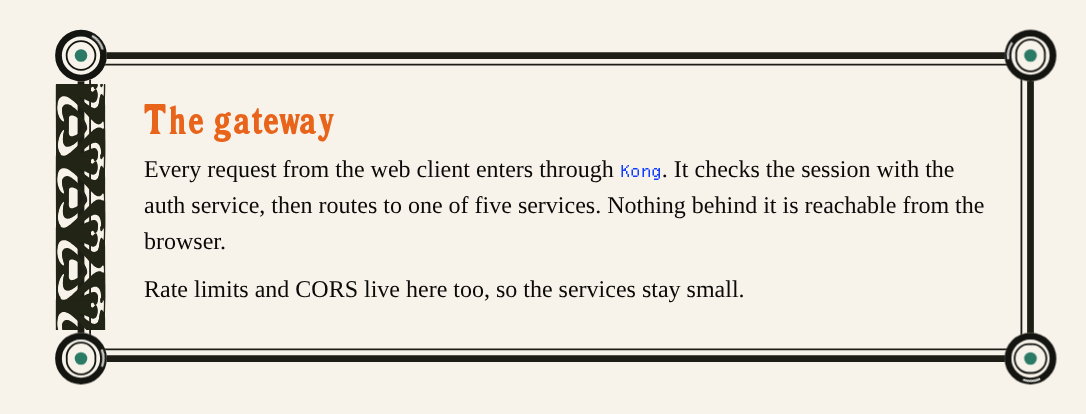 The gateway
Every request from the web client enters through Kong. It checks the session with the
auth service, then routes to one of five services. Nothing behind it is reachable from the
browser.
Rate limits and CORS live here too, so the services stay small.